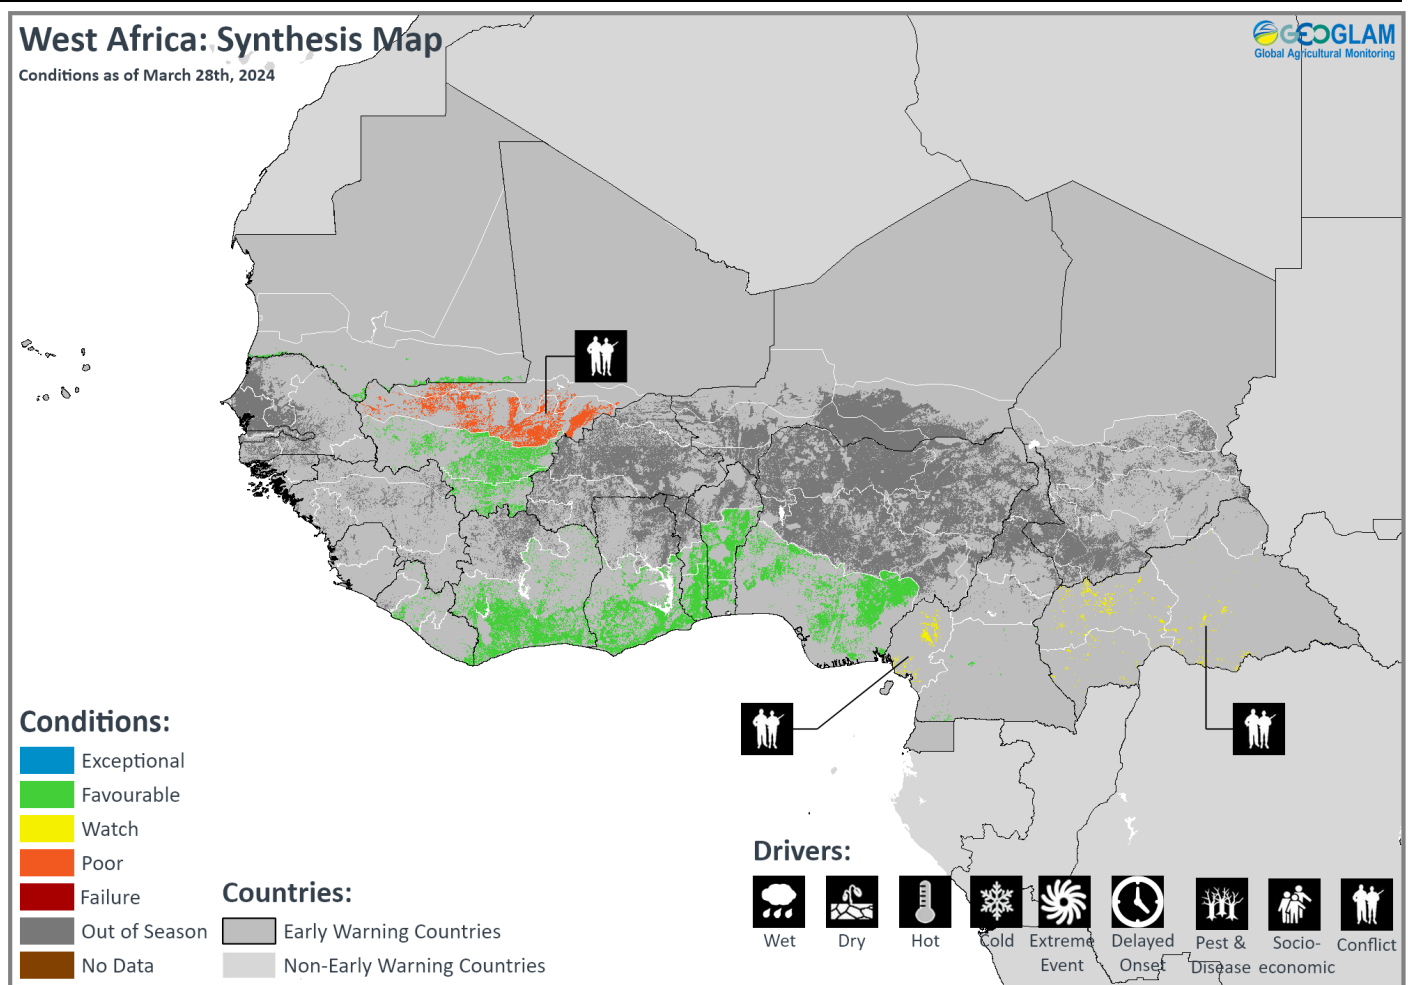 West Africa: Synthesis Map
Conditions as of March 28th, 2024
GEOGLAM
Global Agricultural Monitoring
Conditions:
Exceptional
Favourable
Watch
Poor
Failure
Out of Season
No Data
Countries:
Early Warning Countries
Non-Early Warning Countries
Drivers:
Wet
Dry
Hot
Cold
Extreme
Event
Delayed
Onset
Pest &
Disease
Socio-
economic
Conflict